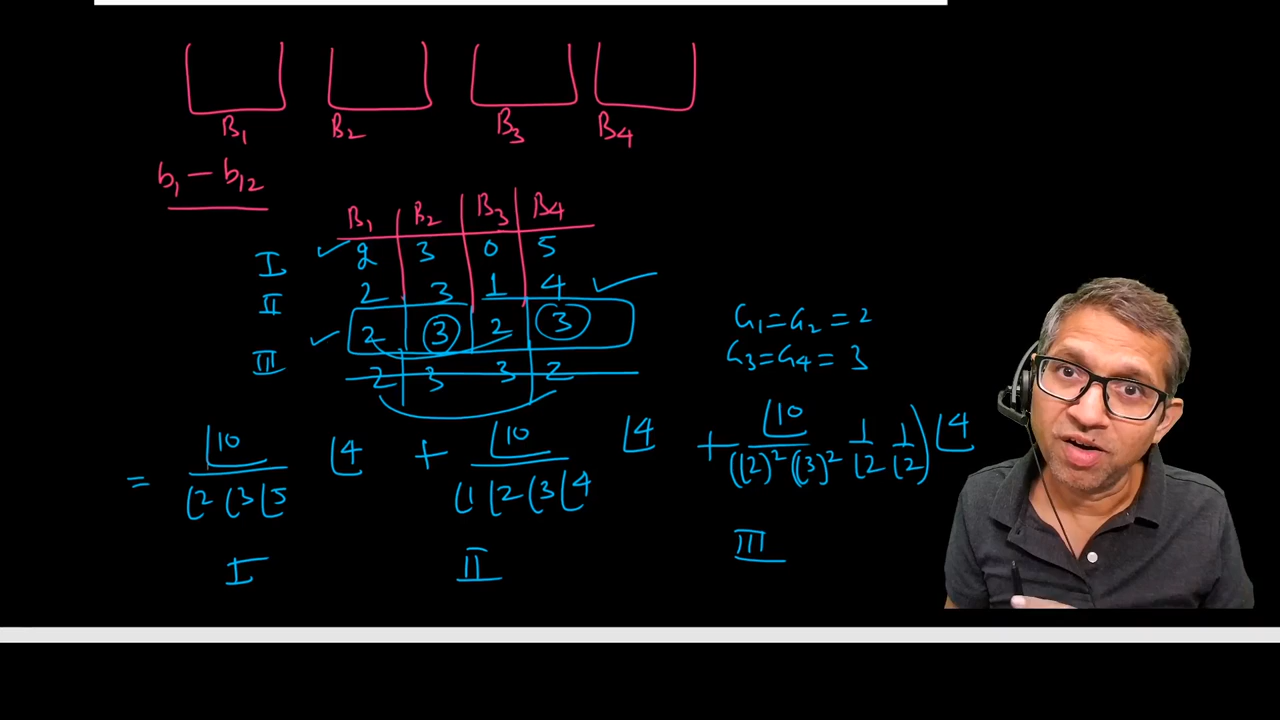 B₁ B₂ B₃ B₄
b₁ – b₁₂
B₁ B₂ B₃ B₄
I ✓ 2 3 0 5
II 2 3 1 4 ✓
III ✓ 2 3 2 3
2 3 3 2
G₁=G₂=2
G₃=G₄=3
= ⌊10 / (⌊2 ⌊3 ⌊5) ⌊4 + ⌊10 / (⌊1 ⌊2 ⌊3 ⌊4) ⌊4 + ⌊10 / ((⌊2)² (⌊3)²) 1/⌊2 1/⌊2) ⌊4
I II III